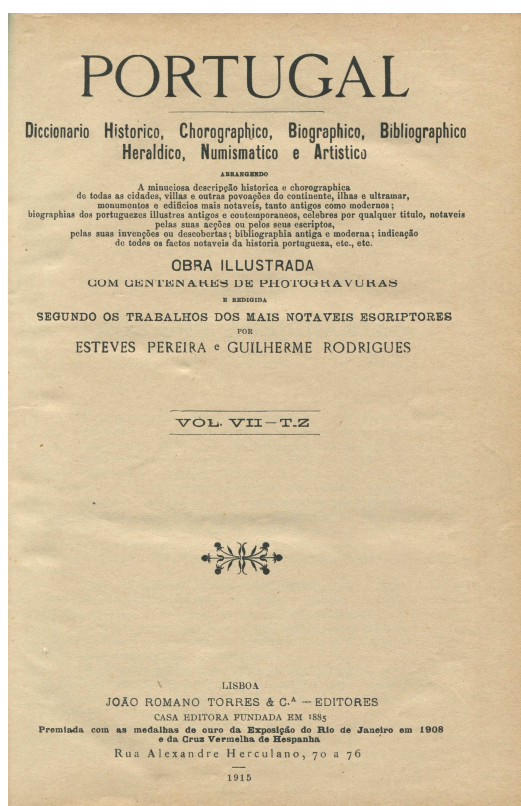 PORTUGAL
Diccionario Historico, Chorographico, Biographico, Bibliographico
Heraldico, Numismatico e Artistico
ABRANGENDO
A minuciosa descripção historica e chorographica
de todas as cidades, villas e outras povoações do continente, ilhas e ultramar,
monumentos e edificios mais notaveis, tanto antigos como modernos;
biographias dos portuguezes illustres antigos e contemporaneos, celebres por qualquer titulo, notaveis
pelas suas acções ou pelos seus escriptos,
pelas suas invenções ou descobertas; bibliographia antiga e moderna; indicação
de todos os factos notaveis da historia portugueza, etc., etc.
OBRA ILLUSTRADA
COM CENTENARES DE PHOTOGRAVURAS
E REDIGIDA
SEGUNDO OS TRABALHOS DOS MAIS NOTAVEIS ESCRIPTORES
POR
ESTEVES PEREIRA e GUILHERME RODRIGUES
VOL. VII—T.Z
LISBOA
JOÃO ROMANO TORRES & C.ᴬ — EDITORES
CASA EDITORA FUNDADA EM 1885
Premiada com as medalhas de ouro da Exposição do Rio de Janeiro em 1908
e da Cruz Vermelha de Hespanha
Rua Alexandre Herculano, 70 a 76
1915